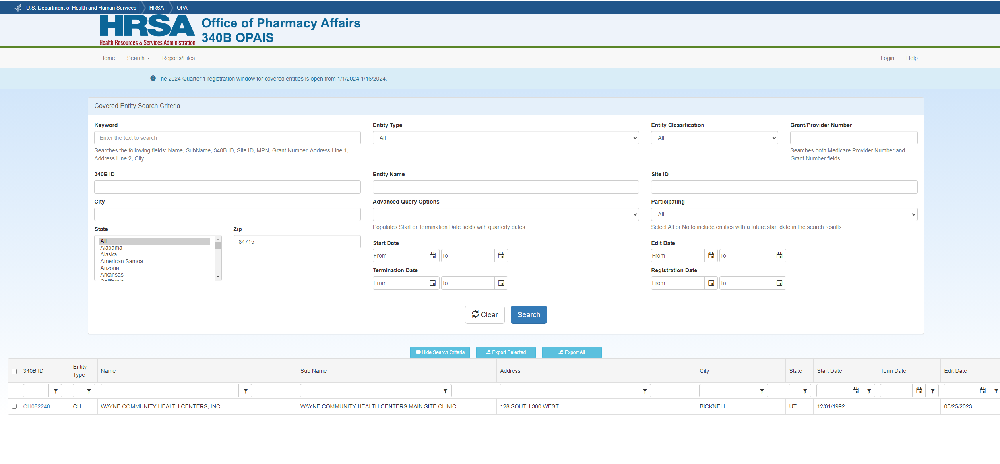 U.S. Department of Health and Human Services HRSA OPA
HRSA
Health Resources & Services Administration
Office of Pharmacy Affairs
340B OPAIS
Home Search Reports/Files Login Help
The 2024 Quarter 1 registration window for covered entities is open from 1/1/2024-1/16/2024.
Covered Entity Search Criteria
Keyword Entity Type Entity Classification Grant/Provider Number
Enter the text to search All All
Searches the following fields: Name, SubName, 340B ID, Site ID, MPN, Grant Number, Address Line 1,
Address Line 2, City.
Searches both Medicare Provider Number and
Grant Number fields.
340B ID Entity Name Site ID
City Advanced Query Options Participating
All
Populates Start or Termination Date fields with quarterly dates. Select All or No to include entities with a future start date in the search results.
State Zip
All
Alabama
Alaska
American Samoa
Arizona
Arkansas
California
84715
Start Date Edit Date
From To From To
Termination Date Registration Date
From To From To
Clear Search
Hide Search Criteria Export Selected Export All
340B ID Entity Type Name Sub Name Address City State Start Date Term Date Edit Date
CH082240 CH WAYNE COMMUNITY HEALTH CENTERS, INC. WAYNE COMMUNITY HEALTH CENTERS MAIN SITE CLINIC 128 SOUTH 300 WEST BICKNELL UT 12/01/1992 05/25/2023